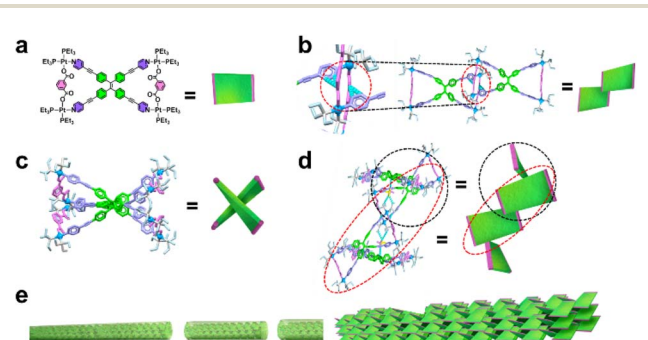 a
b
PEt₃ PEt₃
Et₃P-Pt-N N-Pt-PEt₃
O O
O O
=
=
O O
O O
Et₃P-Pt-N N-Pt-PEt₃
PEt₃ PEt₃
c
d
=
=
=
e